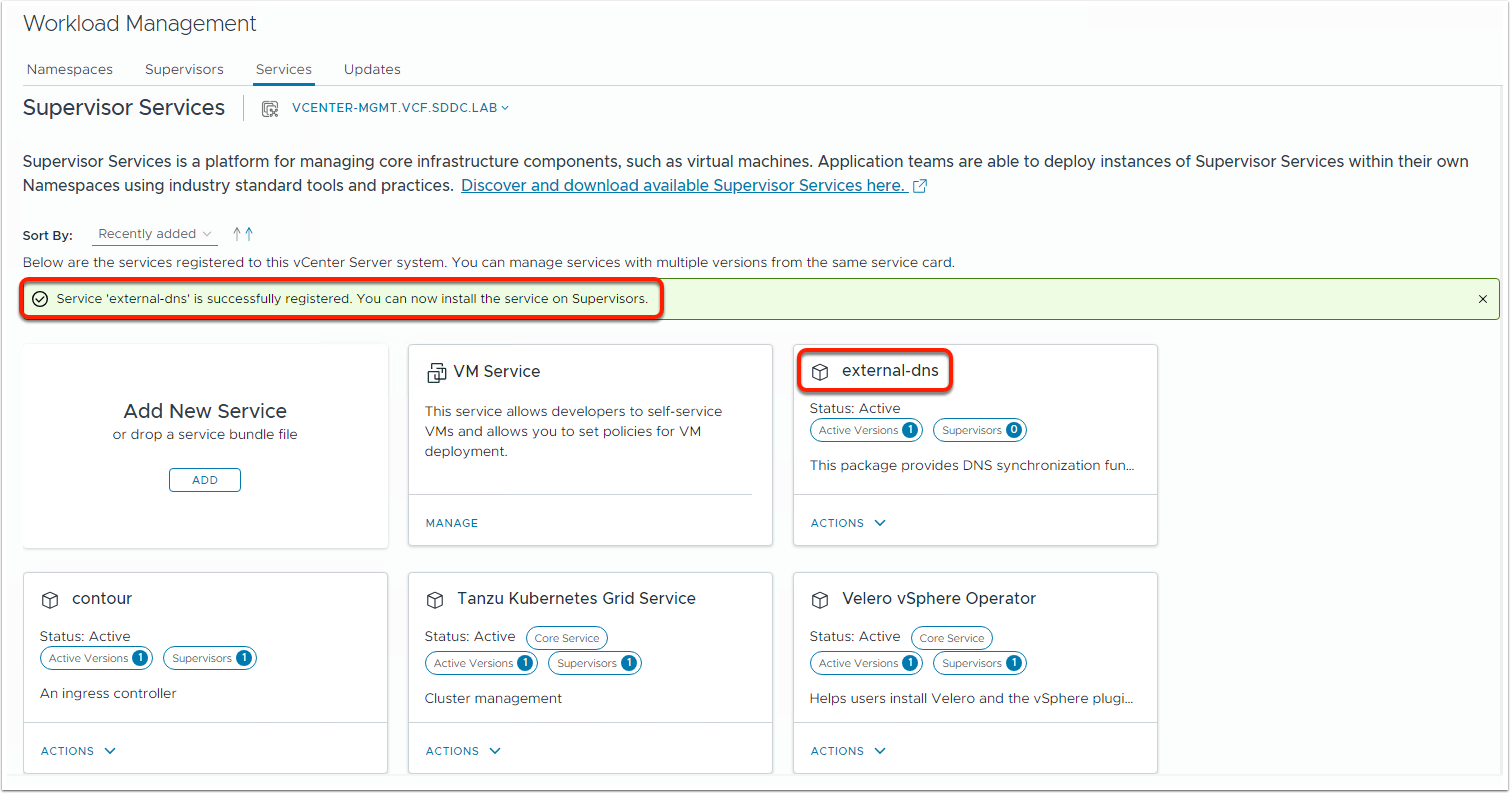 Workload Management
Namespaces Supervisors Services Updates
Supervisor Services VCENTER-MGMT.VCF.SDDC.LAB
Supervisor Services is a platform for managing core infrastructure components, such as virtual machines. Application teams are able to deploy instances of Supervisor Services within their own
Namespaces using industry standard tools and practices. Discover and download available Supervisor Services here.
Sort By: Recently added
Below are the services registered to this vCenter Server system. You can manage services with multiple versions from the same service card.
Service 'external-dns' is successfully registered. You can now install the service on Supervisors.
Add New Service
or drop a service bundle file
ADD
VM Service
This service allows developers to self-service
VMs and allows you to set policies for VM
deployment.
MANAGE
external-dns
Status: Active
Active Versions 1 Supervisors 0
This package provides DNS synchronization fun...
ACTIONS
contour
Status: Active
Active Versions 1 Supervisors 1
An ingress controller
ACTIONS
Tanzu Kubernetes Grid Service
Status: Active Core Service
Active Versions 1 Supervisors 1
Cluster management
ACTIONS
Velero vSphere Operator
Status: Active Core Service
Active Versions 1 Supervisors 1
Helps users install Velero and the vSphere plugi...
ACTIONS